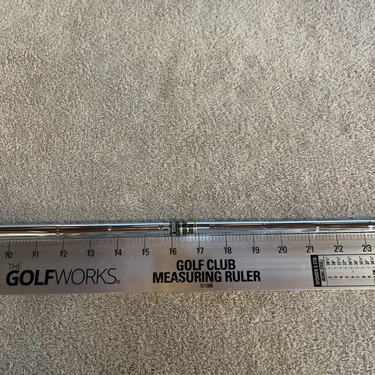 10 11 12 13 14 15 16 17 18 19 20 21 22 23
THE
GOLFWORKS®
GOLF CLUB
MEASURING RULER